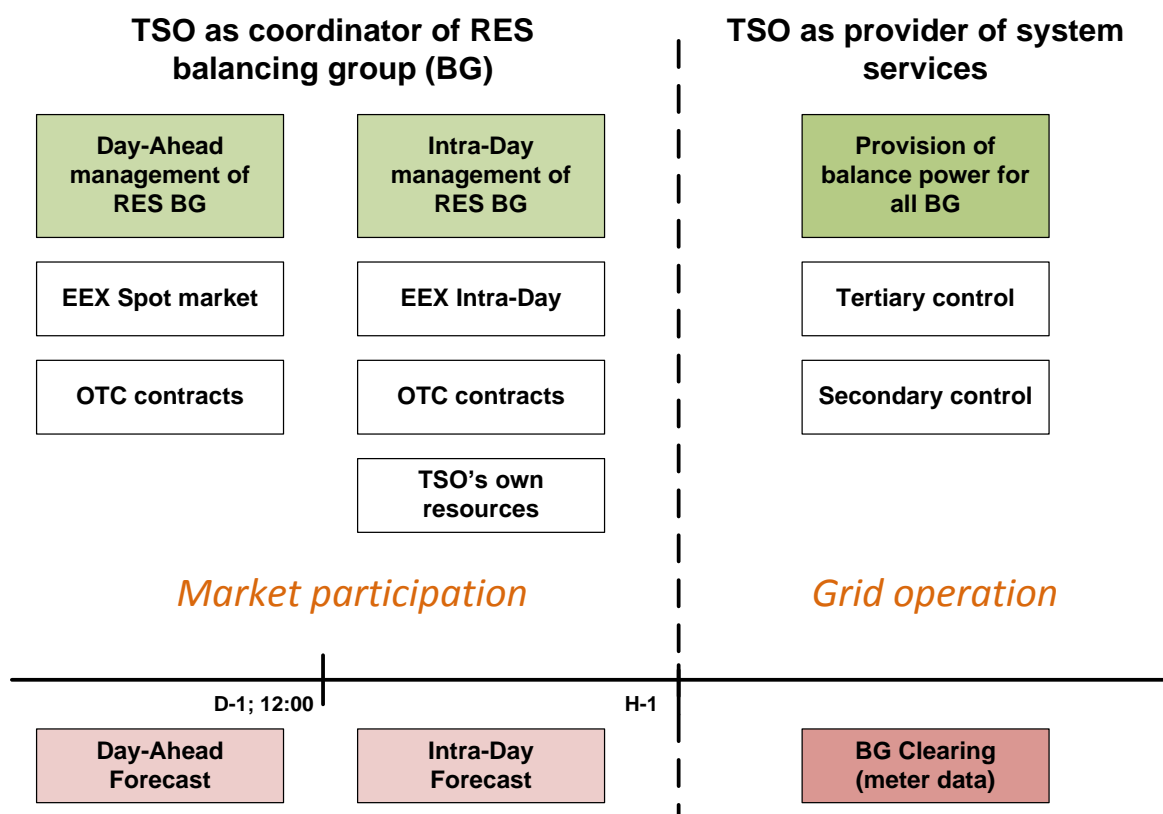 TSO as coordinator of RES
balancing group (BG)
TSO as provider of system
services
Day-Ahead
management of
RES BG
Intra-Day
management of
RES BG
Provision of
balance power for
all BG
EEX Spot market
EEX Intra-Day
Tertiary control
OTC contracts
OTC contracts
Secondary control
TSO’s own
resources
Market participation
Grid operation
D-1; 12:00
H-1
Day-Ahead
Forecast
Intra-Day
Forecast
BG Clearing
(meter data)